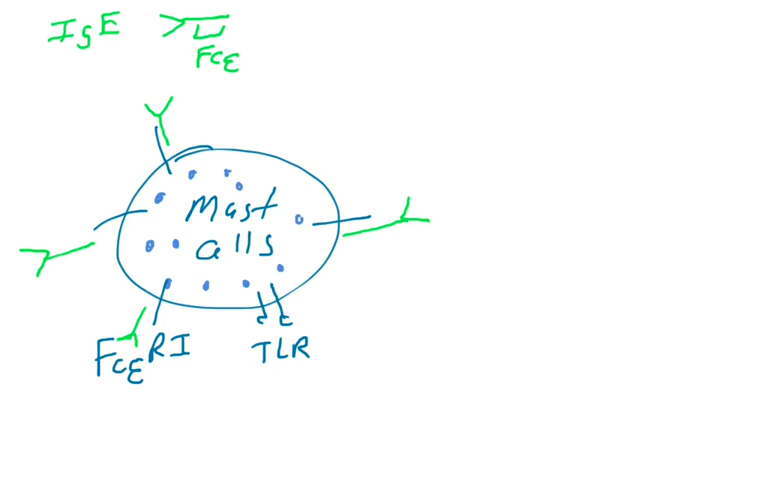 IgE
Fcε
Mast
cells
FcεRI
TLR